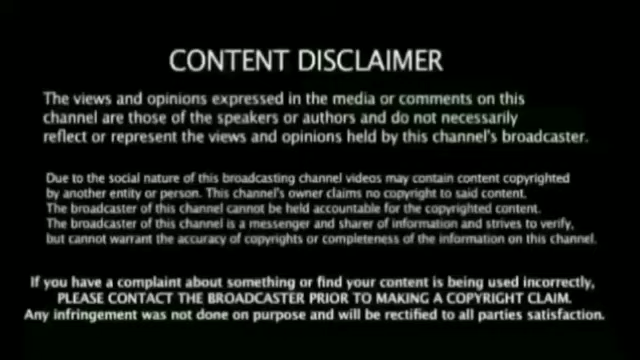 CONTENT DISCLAIMER
The views and opinions expressed in the media or comments on this
channel are those of the speakers or authors and do not necessarily
reflect or represent the views and opinions held by this channel's broadcaster.
Due to the social nature of this broadcasting channel videos may contain content copyrighted
by another entity or person. This channel's owner claims no copyright to said content.
The broadcaster of this channel cannot be held accountable for the copyrighted content.
The broadcaster of this channel is a messenger and sharer of information and strives to verify,
but cannot warrant the accuracy of copyrights or completeness of the information on this channel.
If you have a complaint about something or find your content is being used incorrectly,
PLEASE CONTACT THE BROADCASTER PRIOR TO MAKING A COPYRIGHT CLAIM.
Any infringement was not done on purpose and will be rectified to all parties satisfaction.